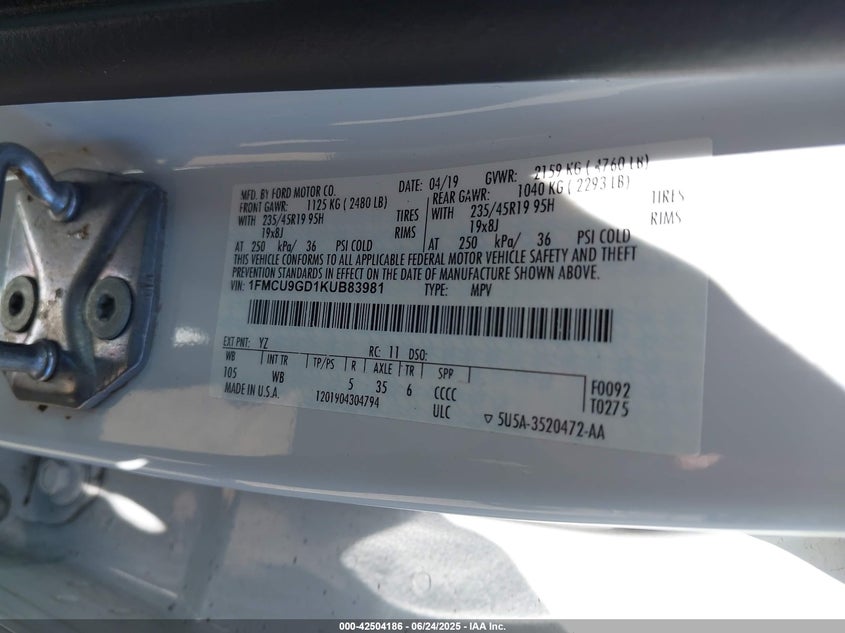 MFD. BY FORD MOTOR CO.
DATE: 04/19 GVWR: 2159 KG ( 4760 LB)
FRONT GAWR: 1125 KG ( 2480 LB)
REAR GAWR: 1040 KG ( 2293 LB)
WITH 235/45R19 95H TIRES
WITH 235/45R19 95H TIRES
19x8J RIMS
19x8J RIMS
AT 250 kPa/ 36 PSI COLD
AT 250 kPa/ 36 PSI COLD
THIS VEHICLE CONFORMS TO ALL APPLICABLE FEDERAL MOTOR VEHICLE SAFETY AND THEFT
PREVENTION STANDARDS IN EFFECT ON THE DATE OF MANUFACTURE SHOWN ABOVE.
VIN: 1FMCU9GD1KUB83981 TYPE: MPV
EXT PNT: YZ RC: 11 DSO:
WB INT TR TP/PS R AXLE TR SPR
105 WB 5 35 6 CCCC
F0092
T0275
MADE IN U.S.A. 1201904304794 ULC
5U5A-3520472-AA
000-42504186 | 06/24/2025 | IAA Inc.